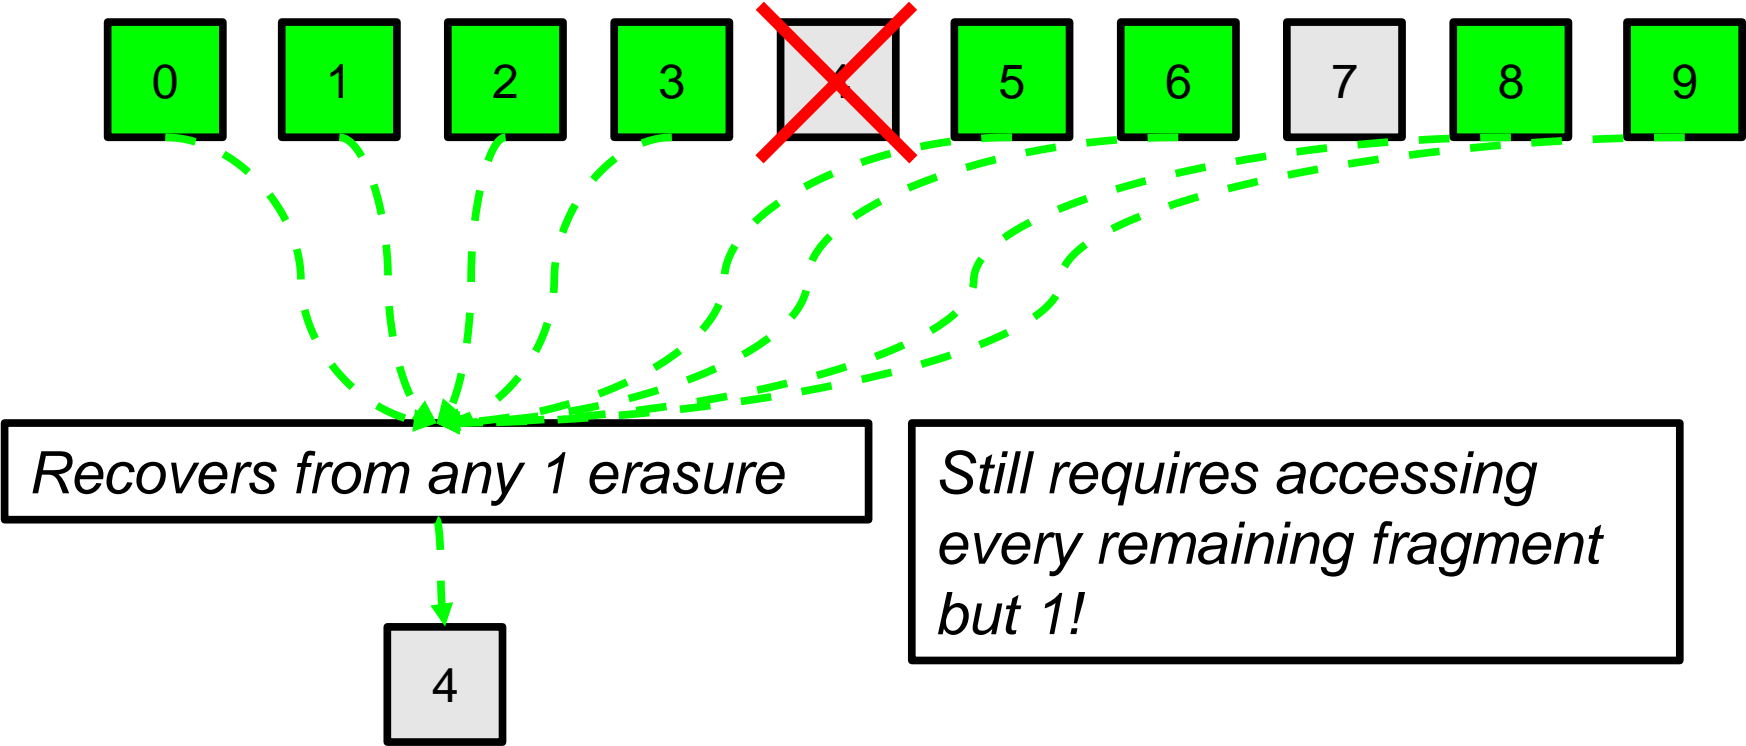 0 1 2 3 4 5 6 7 8 9
Recovers from any 1 erasure
Still requires accessing
every remaining fragment
but 1!
4